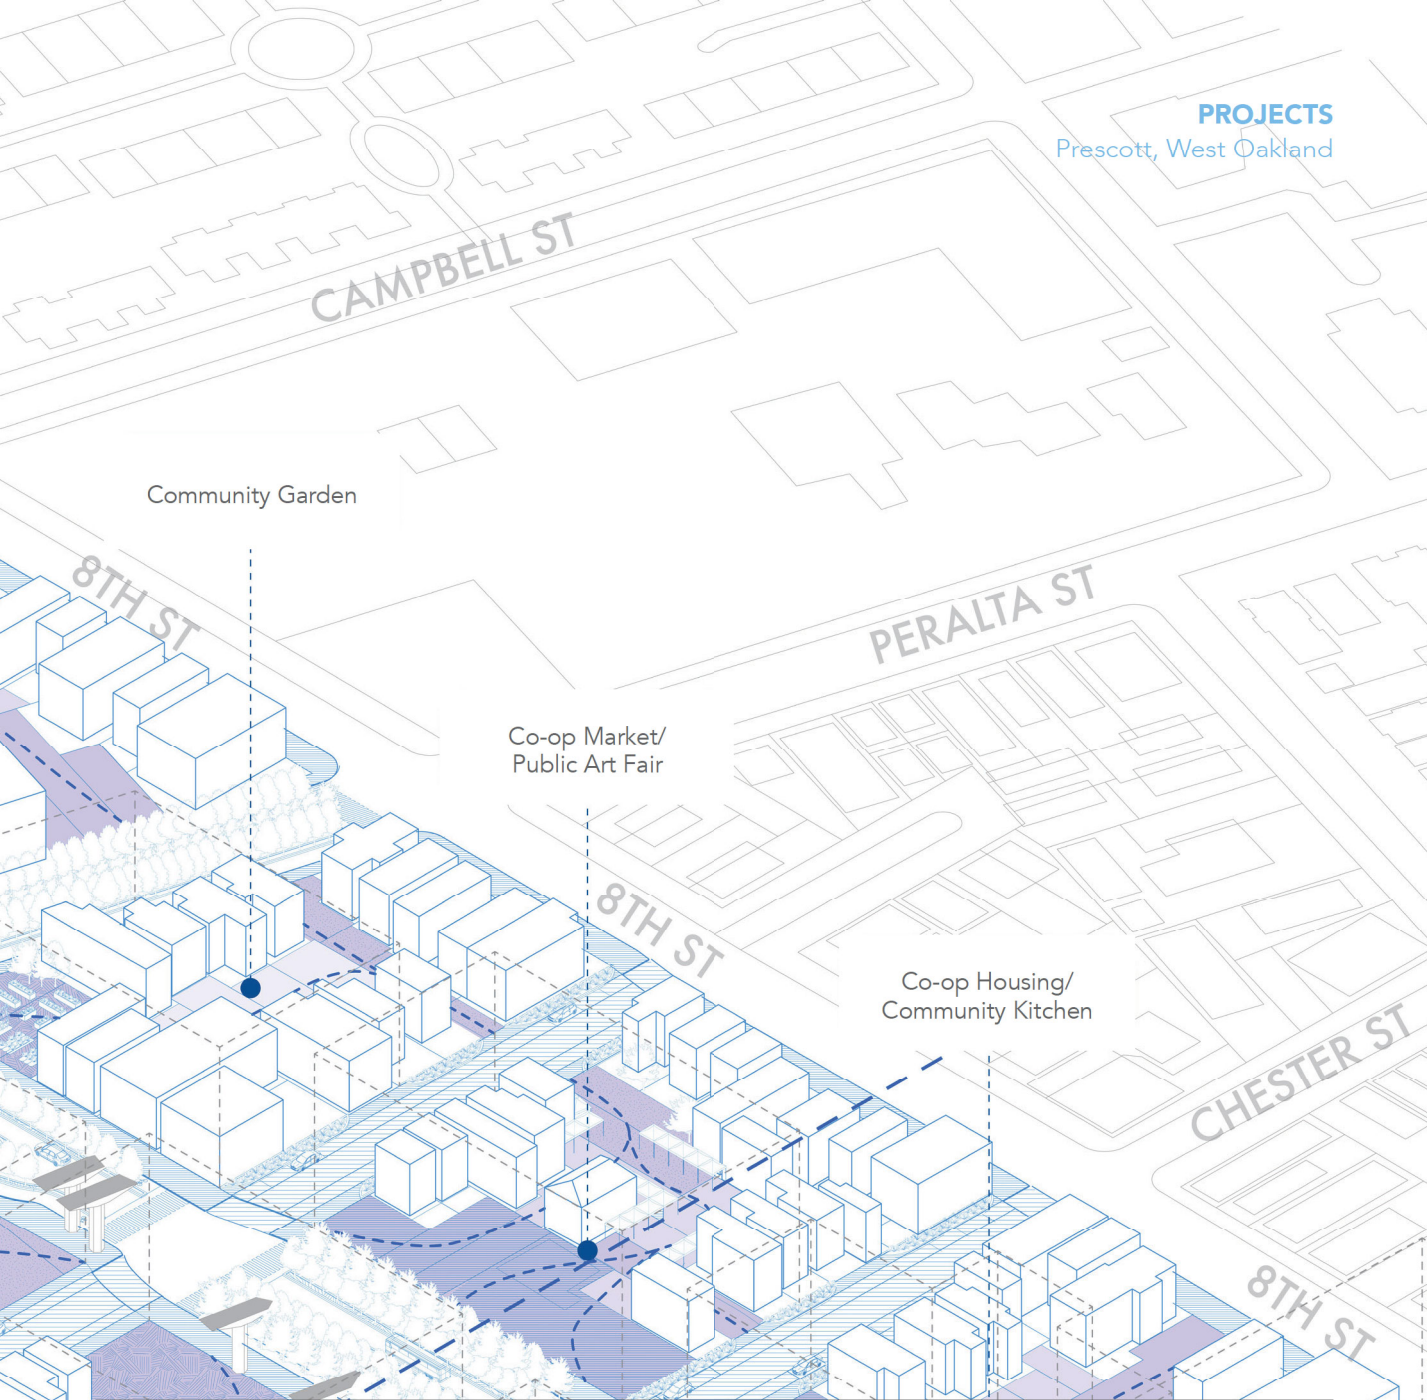 PROJECTS
Prescott, West Oakland
CAMPBELL ST
Community Garden
8TH ST
PERALTA ST
Co-op Market/
Public Art Fair
8TH ST
Co-op Housing/
Community Kitchen
CHESTER ST
8TH ST